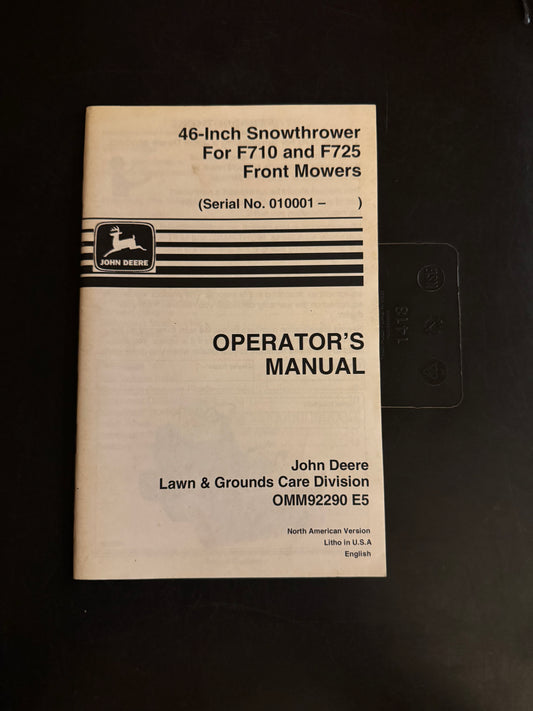 46-Inch Snowthrower
For F710 and F725
Front Mowers
(Serial No. 010001 – )
JOHN DEERE
OPERATOR'S
MANUAL
John Deere
Lawn & Grounds Care Division
OMM92290 E5
North American Version
Litho in U.S.A
English
1418